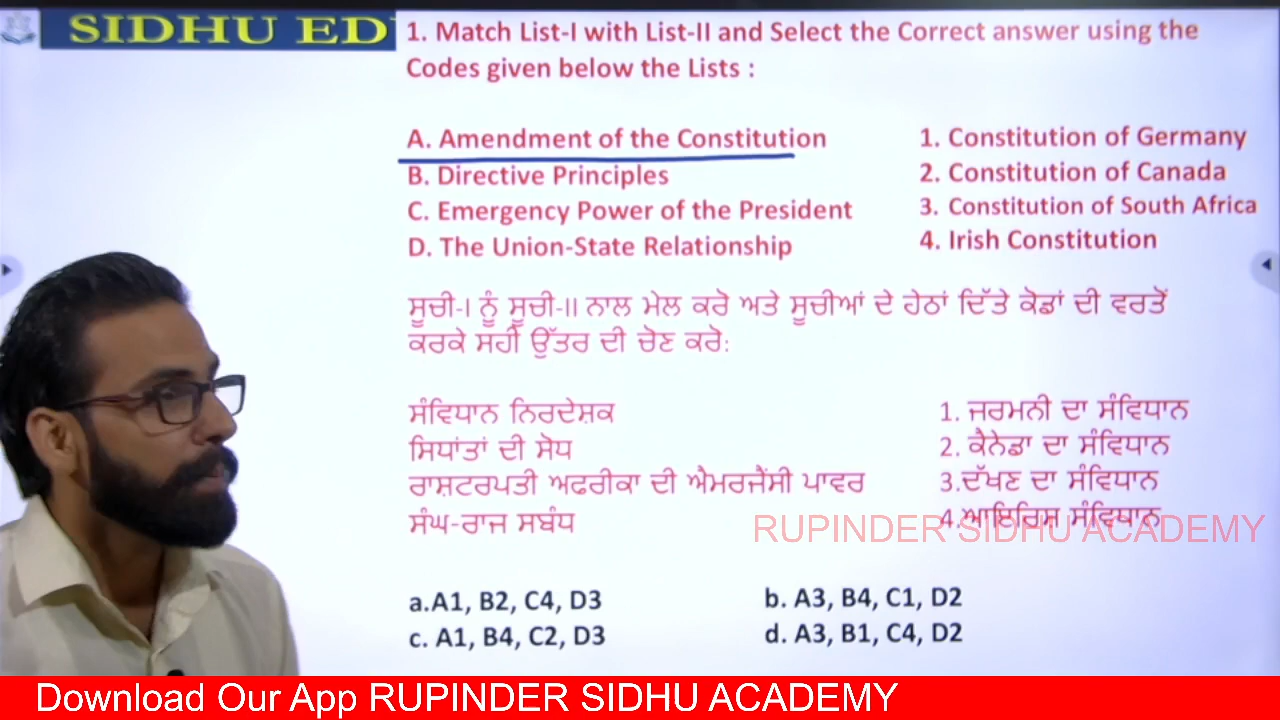 SIDHU ED
1. Match List-I with List-II and Select the Correct answer using the
Codes given below the Lists :
A. Amendment of the Constitution
B. Directive Principles
C. Emergency Power of the President
D. The Union-State Relationship
1. Constitution of Germany
2. Constitution of Canada
3. Constitution of South Africa
4. Irish Constitution
ਸੂਚੀ-I ਨੂੰ ਸੂਚੀ-II ਨਾਲ ਮੇਲ ਕਰੋ ਅਤੇ ਸੂਚੀਆਂ ਦੇ ਹੇਠਾਂ ਦਿੱਤੇ ਕੋਡਾਂ ਦੀ ਵਰਤੋਂ
ਕਰਕੇ ਸਹੀ ਉੱਤਰ ਦੀ ਚੋਣ ਕਰੋ:
ਸੰਵਿਧਾਨ ਨਿਰਦੇਸ਼ਕ
ਸਿਧਾਂਤਾਂ ਦੀ ਸੋਧ
ਰਾਸ਼ਟਰਪਤੀ ਅਫਰੀਕਾ ਦੀ ਐਮਰਜੈਂਸੀ ਪਾਵਰ
ਸੰਘ-ਰਾਜ ਸਬੰਧ
1. ਜਰਮਨੀ ਦਾ ਸੰਵਿਧਾਨ
2. ਕੈਨੇਡਾ ਦਾ ਸੰਵਿਧਾਨ
3.ਦੱਖਣ ਦਾ ਸੰਵਿਧਾਨ
4.ਆਇਰਿਸ਼ ਸੰਵਿਧਾਨ
RUPINDER SIDHU ACADEMY
a.A1, B2, C4, D3
b. A3, B4, C1, D2
c. A1, B4, C2, D3
d. A3, B1, C4, D2
Download Our App RUPINDER SIDHU ACADEMY